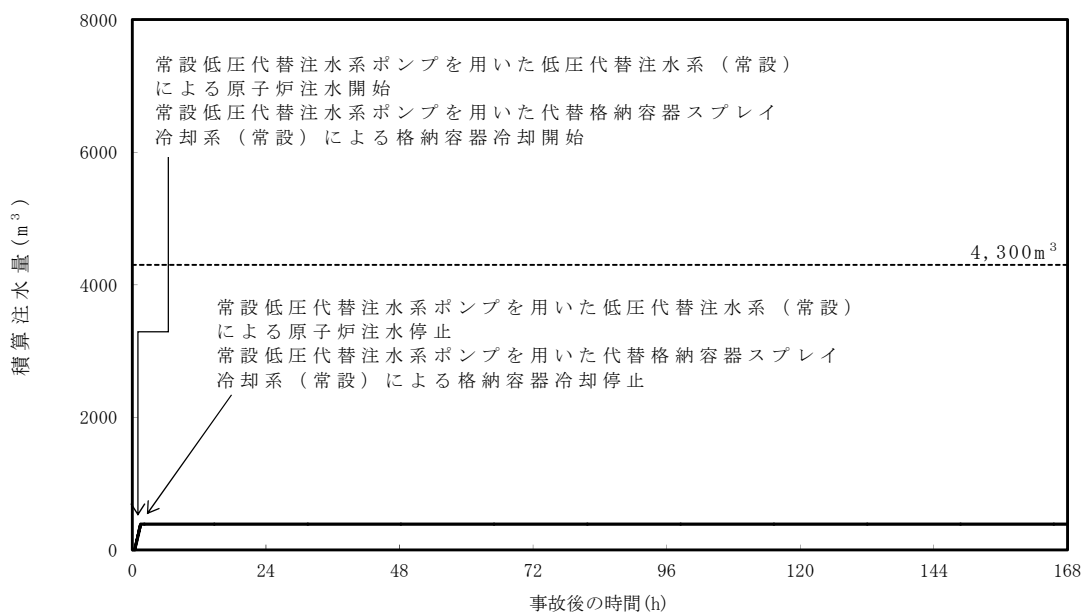 8000
常設低圧代替注水系ポンプを用いた低圧代替注水系(常設)
による原子炉注水開始
常設低圧代替注水系ポンプを用いた代替格納容器スプレイ
冷却系(常設)による格納容器冷却開始
6000
積算注水量(m³)
4,300m³
4000
常設低圧代替注水系ポンプを用いた低圧代替注水系(常設)
による原子炉注水停止
常設低圧代替注水系ポンプを用いた代替格納容器スプレイ
冷却系(常設)による格納容器冷却停止
2000
0
0 24 48 72 96 120 144 168
事故後の時間(h)